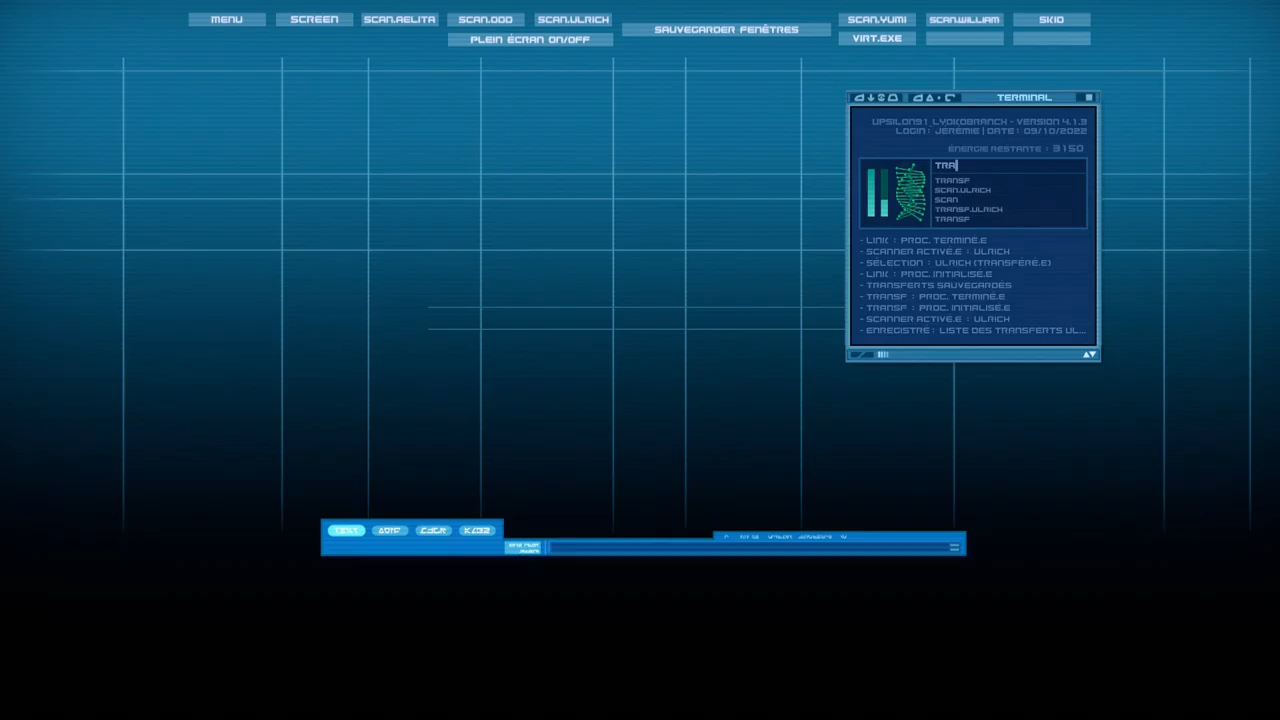 MENU
SCREEN
SCAN.AELITA
SCAN.ODD
SCAN.ULRICH
SAUVEGARDER FENÊTRES
SCAN.YUMI
SCAN.WILLIAM
SKID
PLEIN ÉCRAN ON/OFF
VIRT.EXE
TERMINAL
UPSILON91_LYOKOBRANCH - VERSION 4.1.3
LOGIN : JÉRÉMIE | DATE : 09/10/2022
ÉNERGIE RESTANTE : 3150
TRA
TRANSF
SCAN.ULRICH
SCAN
TRANSF.ULRICH
TRANSF
- LINK : PROC. TERMINÉ.E
- SCANNER ACTIVÉ.E : ULRICH
- SÉLECTION : ULRICH (TRANSFÉRÉ.E)
- LINK : PROC. INITIALISÉ.E
- TRANSFERTS SAUVEGARDÉS
- TRANSF : PROC. TERMINÉ.E
- TRANSF : PROC. INITIALISÉ.E
- SCANNER ACTIVÉ.E : ULRICH
- ENREGISTRÉ : LISTE DES TRANSFERTS UL...